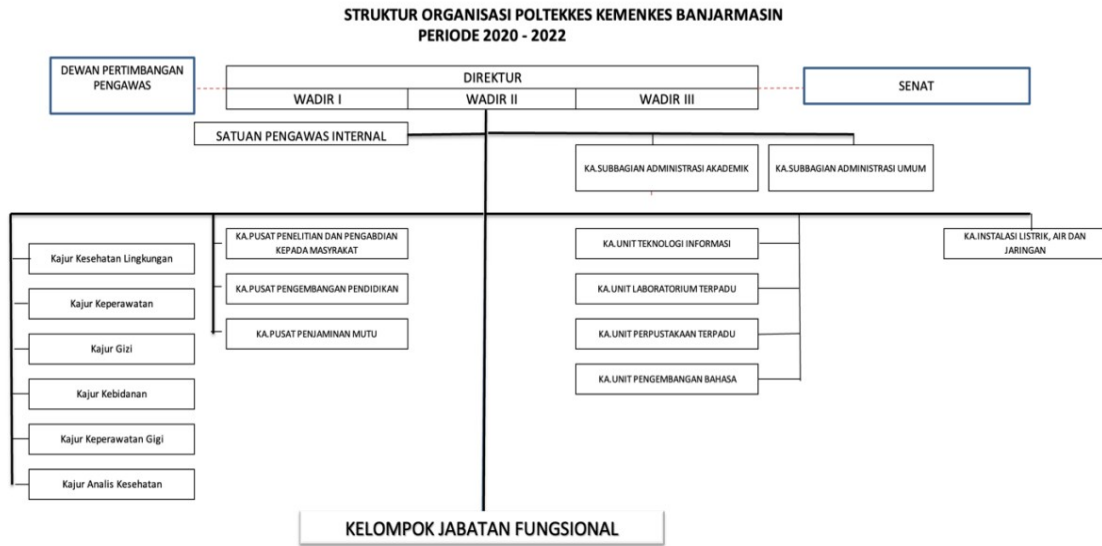 STRUKTUR ORGANISASI POLTEKKES KEMENKES BANJARMASIN
PERIODE 2020 - 2022
DEWAN PERTIMBANGAN
PENGAWAS
DIREKTUR
WADIR I
WADIR II
WADIR III
SENAT
SATUAN PENGAWAS INTERNAL
KA.SUBBAGIAN ADMINISTRASI AKADEMIK
KA.SUBBAGIAN ADMINISTRASI UMUM
Kajur Kesehatan Lingkungan
Kajur Keperawatan
Kajur Gizi
Kajur Kebidanan
Kajur Keperawatan Gigi
Kajur Analis Kesehatan
KA.PUSAT PENELITIAN DAN PENGABDIAN
KEPADA MASYRAKAT
KA.PUSAT PENGEMBANGAN PENDIDIKAN
KA.PUSAT PENJAMINAN MUTU
KA.UNIT TEKNOLOGI INFORMASI
KA.UNIT LABORATORIUM TERPADU
KA.UNIT PERPUSTAKAAN TERPADU
KA.UNIT PENGEMBANGAN BAHASA
KA.INSTALASI LISTRIK, AIR DAN
JARINGAN
KELOMPOK JABATAN FUNGSIONAL